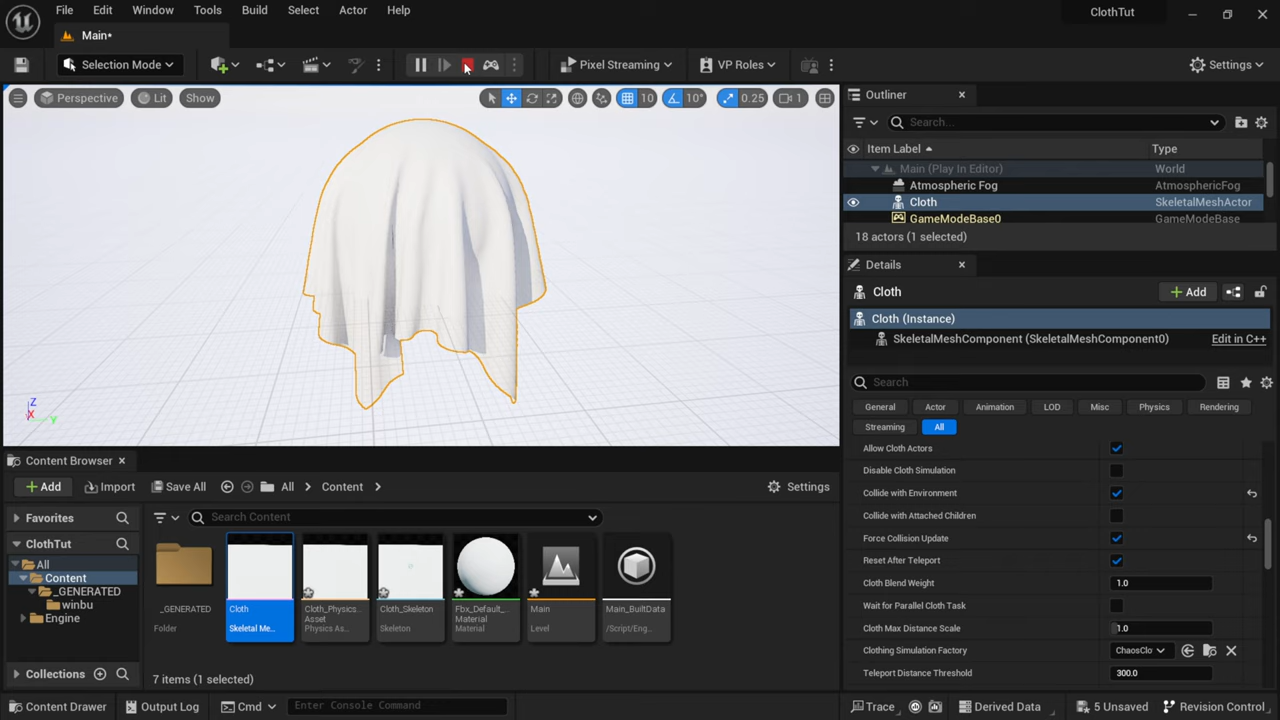 File Edit Window Tools Build Select Actor Help
ClothTut
Main*
Selection Mode
Pixel Streaming
VP Roles
Settings
Perspective
Lit
Show
10
10°
0.25
1
Z
X
Y
Outliner
Search...
Item Label
Type
Main (Play In Editor) World
Atmospheric Fog AtmosphericFog
Cloth SkeletalMeshActor
GameModeBase0 GameModeBase
18 actors (1 selected)
Details
Cloth
Add
Cloth (Instance)
SkeletalMeshComponent (SkeletalMeshComponent0) Edit in C++
Search
General Actor Animation LOD Misc Physics Rendering
Streaming All
Allow Cloth Actors
Disable Cloth Simulation
Collide with Environment
Collide with Attached Children
Force Collision Update
Reset After Teleport
Cloth Blend Weight 1.0
Wait for Parallel Cloth Task
Cloth Max Distance Scale 1.0
Clothing Simulation Factory ChaosClo
Teleport Distance Threshold 300.0
Content Browser
Add Import Save All All Content Settings
Favorites
ClothTut
All
Content
_GENERATED
winbu
Engine
Collections
Search Content
_GENERATED
Folder
Cloth
Skeletal Me...
Cloth_Physics_
Asset
Physics As...
Cloth_Skeleton
Skeleton
Fbx_Default_...
Material
Material
Main
Level
Main_BuiltData
/Script/Eng...
7 items (1 selected)
Content Drawer Output Log Cmd Enter Console Command Trace Derived Data 5 Unsaved Revision Control